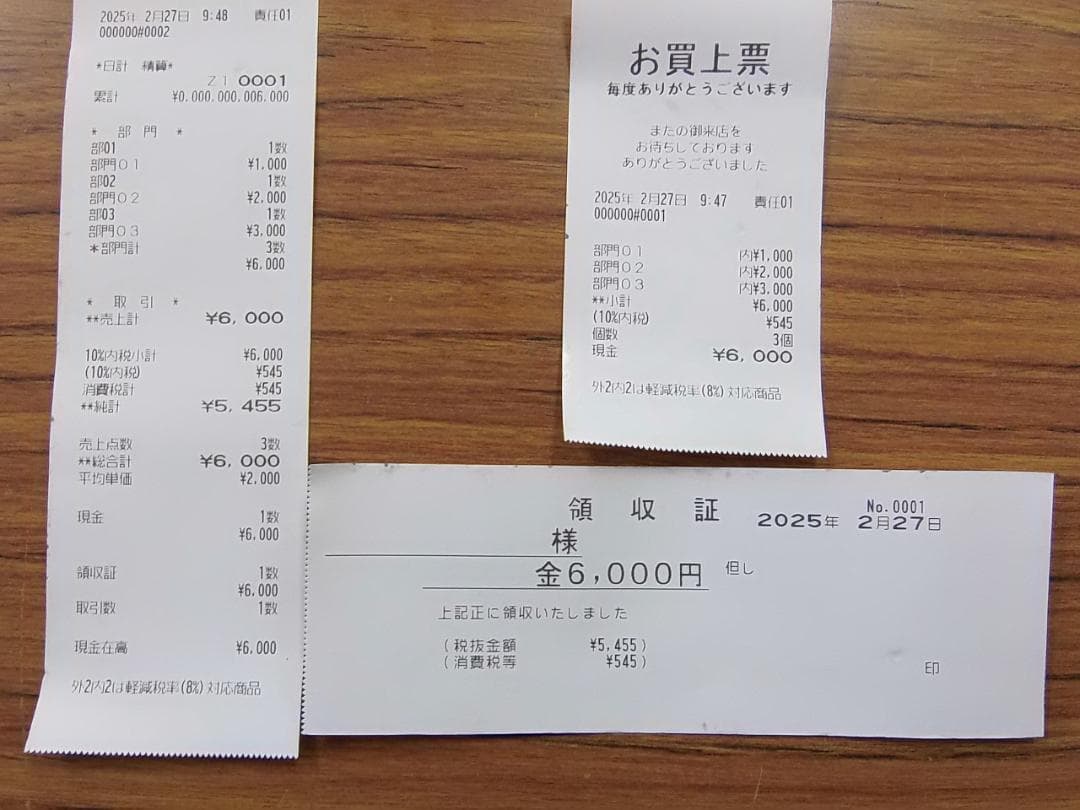 2025年 2月27日 9:48 責任01
000000#0002
*日計 積算*
Z1 0001
累計 ¥0.000.000.006.000
* 部門 *
部01 1数
部門01 ¥1,000
部02 1数
部門02 ¥2,000
部03 1数
部門03 ¥3,000
*部門計 3数
¥6,000
* 取引 *
**売上計 ¥6,000
10%内税小計 ¥6,000
(10%内税) ¥545
消費税計 ¥545
**純計 ¥5,455
売上点数 3数
**総合計 ¥6,000
平均単価 ¥2,000
現金 1数
¥6,000
領収証 1数
¥6,000
取引数 1数
現金在高 ¥6,000
外2内2は軽減税率(8%)対応商品
お買上票
毎度ありがとうございます
またの御来店を
お待ちしております
ありがとうございました
2025年 2月27日 9:47 責任01
000000#0001
部門01 内¥1,000
部門02 内¥2,000
部門03 内¥3,000
**小計 ¥6,000
(10%内税) ¥545
個数 3個
現金 ¥6,000
外2内2は軽減税率(8%)対応商品
領収証 No.0001
2025年 2月27日
様
金6,000円 但し
上記正に領収いたしました
(税抜金額 ¥5,455)
(消費税等 ¥545)
印